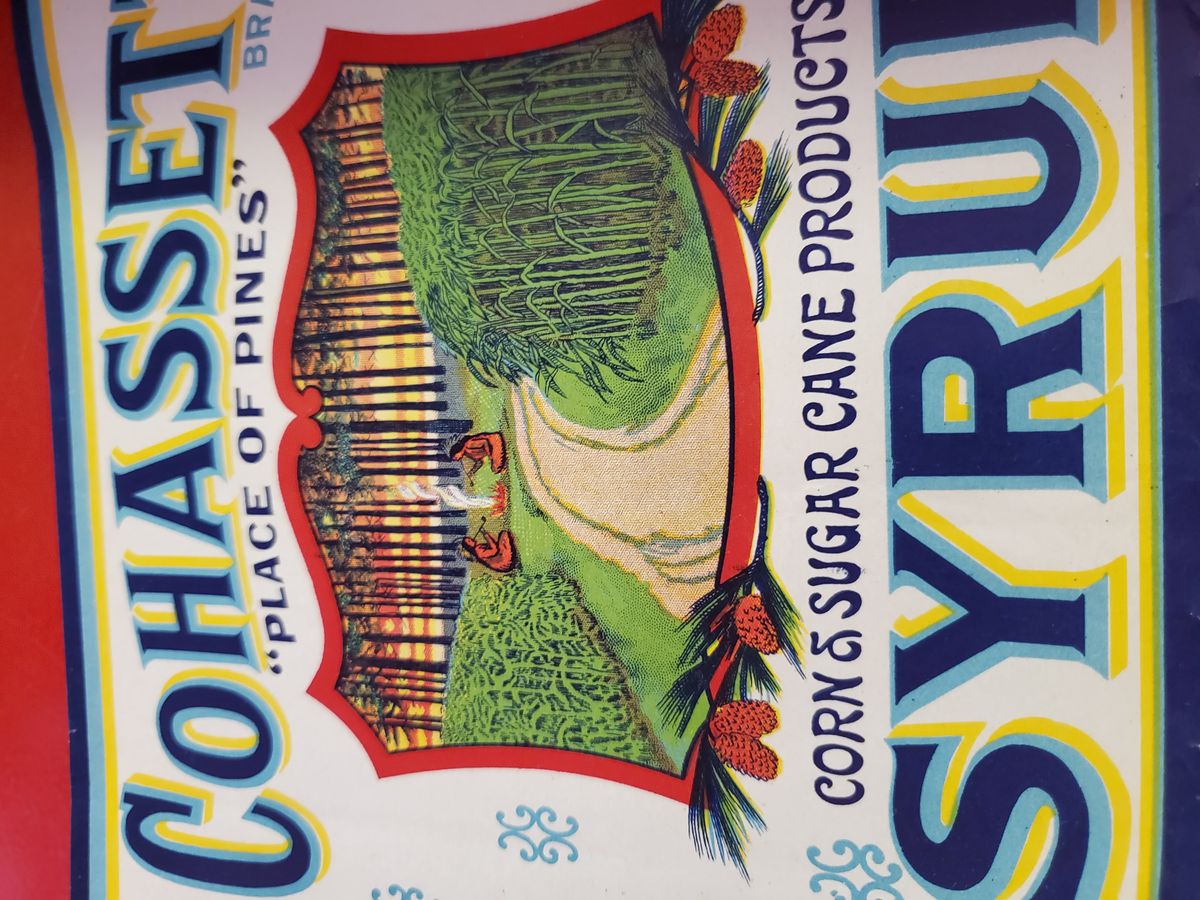 COHASSET
BRA
"PLACE OF PINES"
CORN & SUGAR CANE PRODUCTS
SYRU